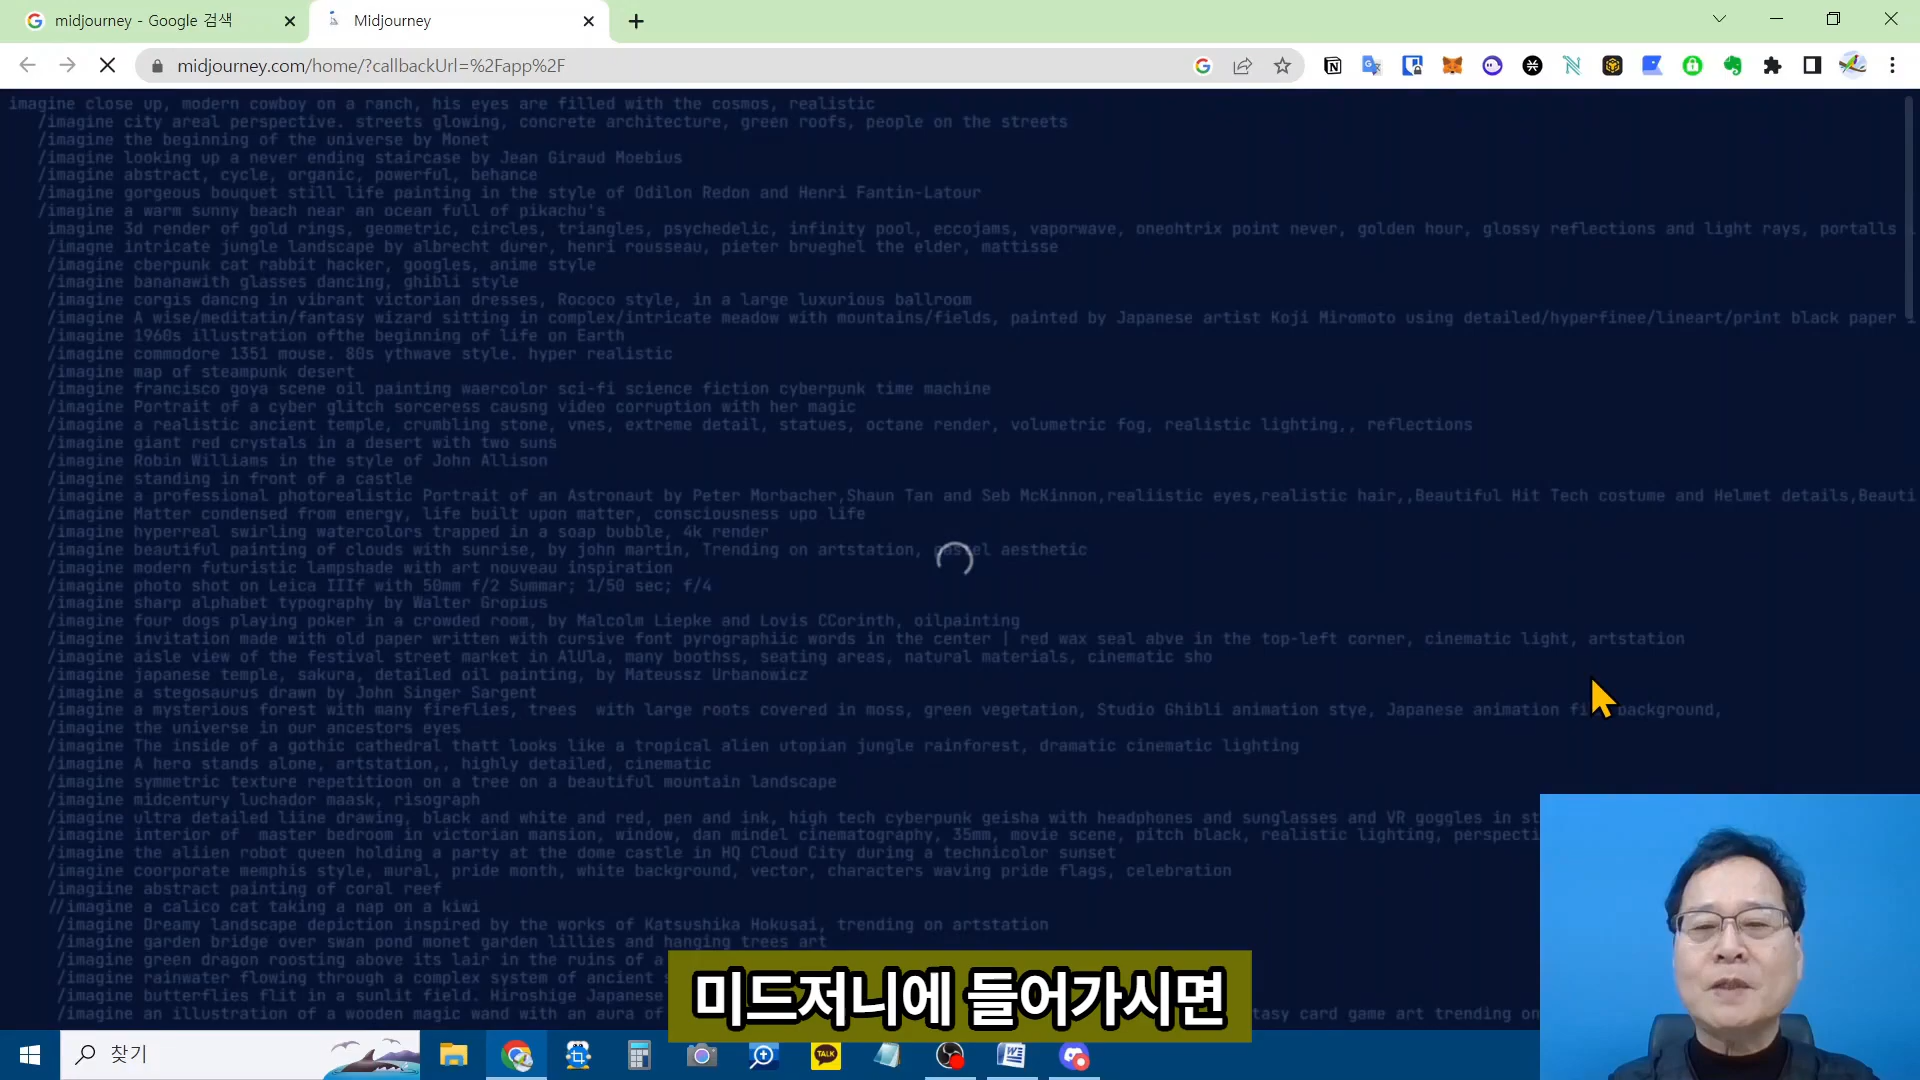 midjourney - Google 검색
Midjourney
midjourney.com/home/?callbackUrl=%2Fapp%2F
imagine close up, modern cowboy on a ranch, his eyes are filled with the cosmos, realistic
/imagine city areal perspective. streets glowing, concrete architecture, green roofs, people on the streets
/imagine the beginning of the universe by Monet
/imagine looking up a never ending staircase by Jean Giraud Moebius
/imagine abstract, cycle, organic, powerful, behance
/imagine gorgeous bouquet still life painting in the style of Odilon Redon and Henri Fantin-Latour
/imagine a warm sunny beach near an ocean full of pikachu's
imagine 3d render of gold rings, geometric, circles, triangles, psychedelic, infinity pool, eccojams, vaporwave, oneohtrix point never, golden hour, glossy reflections and light rays, portalls
/imagne intricate jungle landscape by albrecht durer, henri rousseau, pieter brueghel the elder, mattisse
/imagine cberpunk cat rabbit hacker, googles, anime style
/imagine bananawith glasses dancing, ghibli style
/imagine corgis dancng in vibrant victorian dresses, Rococo style, in a large luxurious ballroom
/imagine A wise/meditatin/fantasy wizard sitting in complex/intricate meadow with mountains/fields, painted by Japanese artist Koji Miromoto using detailed/hyperfinee/lineart/print black paper
/imagine 1960s illustration ofthe beginning of life on Earth
/imagine commodore 1351 mouse. 80s ythwave style. hyper realistic
/imagine map of steampunk desert
/imagine francisco goya scene oil painting waercolor sci-fi science fiction cyberpunk time machine
/imagine Portrait of a cyber glitch sorceress causng video corruption with her magic
/imagine a realistic ancient temple, crumbling stone, vnes, extreme detail, statues, octane render, volumetric fog, realistic lighting,, reflections
/imagine giant red crystals in a desert with two suns
/imagine Robin Williams in the style of John Allison
/imagine standing in front of a castle
/imagine a professional photorealistic Portrait of an Astronaut by Peter Morbacher,Shaun Tan and Seb McKinnon,realiistic eyes,realistic hair,,Beautiful Hit Tech costume and Helmet details,Beauti
/imagine Matter condensed from energy, life built upon matter, consciousness upo life
/imagine hyperreal swirling watercolors trapped in a soap bubble, 4k render
/imagine beautiful painting of clouds with sunrise, by john martin, Trending on artstation, pastel aesthetic
/imagine modern futuristic lampshade with art nouveau inspiration
/imagine photo shot on Leica IIIf with 50mm f/2 Summar; 1/50 sec; f/4
/imagine sharp alphabet typography by Walter Gropius
/imagine four dogs playing poker in a crowded room, by Malcolm Liepke and Lovis CCorinth, oilpainting
/imagine invitation made with old paper written with cursive font pyrographiic words in the center | red wax seal abve in the top-left corner, cinematic light, artstation
/imagine aisle view of the festival street market in AlUla, many boothss, seating areas, natural materials, cinematic sho
/imagine japanese temple, sakura, detailed oil painting, by Mateussz Urbanowicz
/imagine a stegosaurus drawn by John Singer Sargent
/imagine a mysterious forest with many fireflies, trees  with large roots covered in moss, green vegetation, Studio Ghibli animation stye, Japanese animation background,
/imagine the universe in our ancestors eyes
/imagine The inside of a gothic cathedral thatt looks like a tropical alien utopian jungle rainforest, dramatic cinematic lighting
/imagine A hero stands alone, artstation,, highly detailed, cinematic
/imagine symmetric texture repetitioon on a tree on a beautiful mountain landscape
/imagine midcentury luchador maask, risograph
/imagine ultra detailed liine drawing, black and white and red, pen and ink, high tech cyberpunk geisha with headphones and sunglasses and VR goggles in st
/imagine interior of  master bedroom in victorian mansion, window, dan mindel cinematography, 35mm, movie scene, pitch black, realistic lighting, perspecti
/imagine the aliien robot queen holding a party at the dome castle in HQ Cloud City during a technicolor sunset
/imagine coorporate memphis style, mural, pride month, white background, vector, characters waving pride flags, celebration
/imagiine abstract painting of coral reef
//imagine a calico cat taking a nap on a kiwi
/imagine Dreamy landscape depiction inspired by the works of Katsushika Hokusai, trending on artstation
/imagine garden bridge over swan pond monet garden lillies and hanging trees art
/imagine green dragon roosting above its lair in the ruins of a
/imagine rainwater flowing through a complex system of ancient
/imagine butterflies flit in a sunlit field. Hiroshige Japanese
/imagine an illustration of a wooden magic wand with an aura of tasy card game art trending on
미드저니에 들어가시면
찾기
TALK